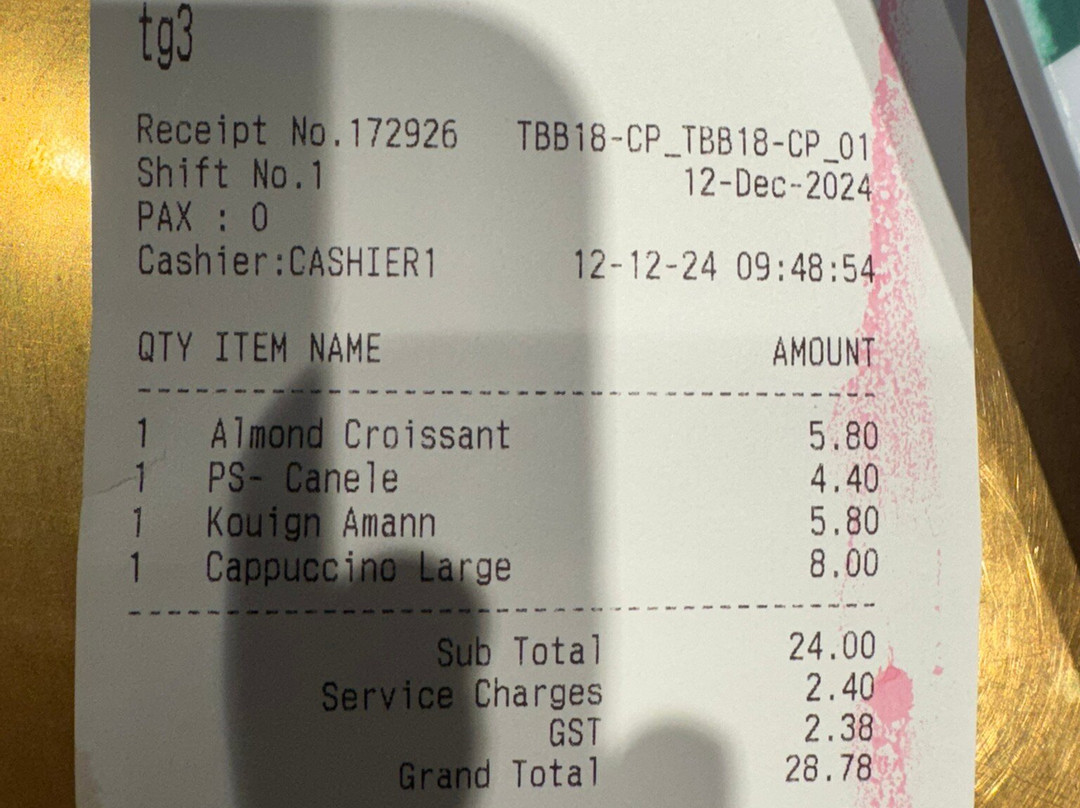 tg3
Receipt No.172926 TBB18-CP_TBB18-CP_01
Shift No.1 12-Dec-2024
PAX : 0
Cashier:CASHIER1 12-12-24 09:48:54
QTY ITEM NAME AMOUNT
1 Almond Croissant 5.80
1 PS- Canele 4.40
1 Kouign Amann 5.80
1 Cappuccino Large 8.00
Sub Total 24.00
Service Charges 2.40
GST 2.38
Grand Total 28.78